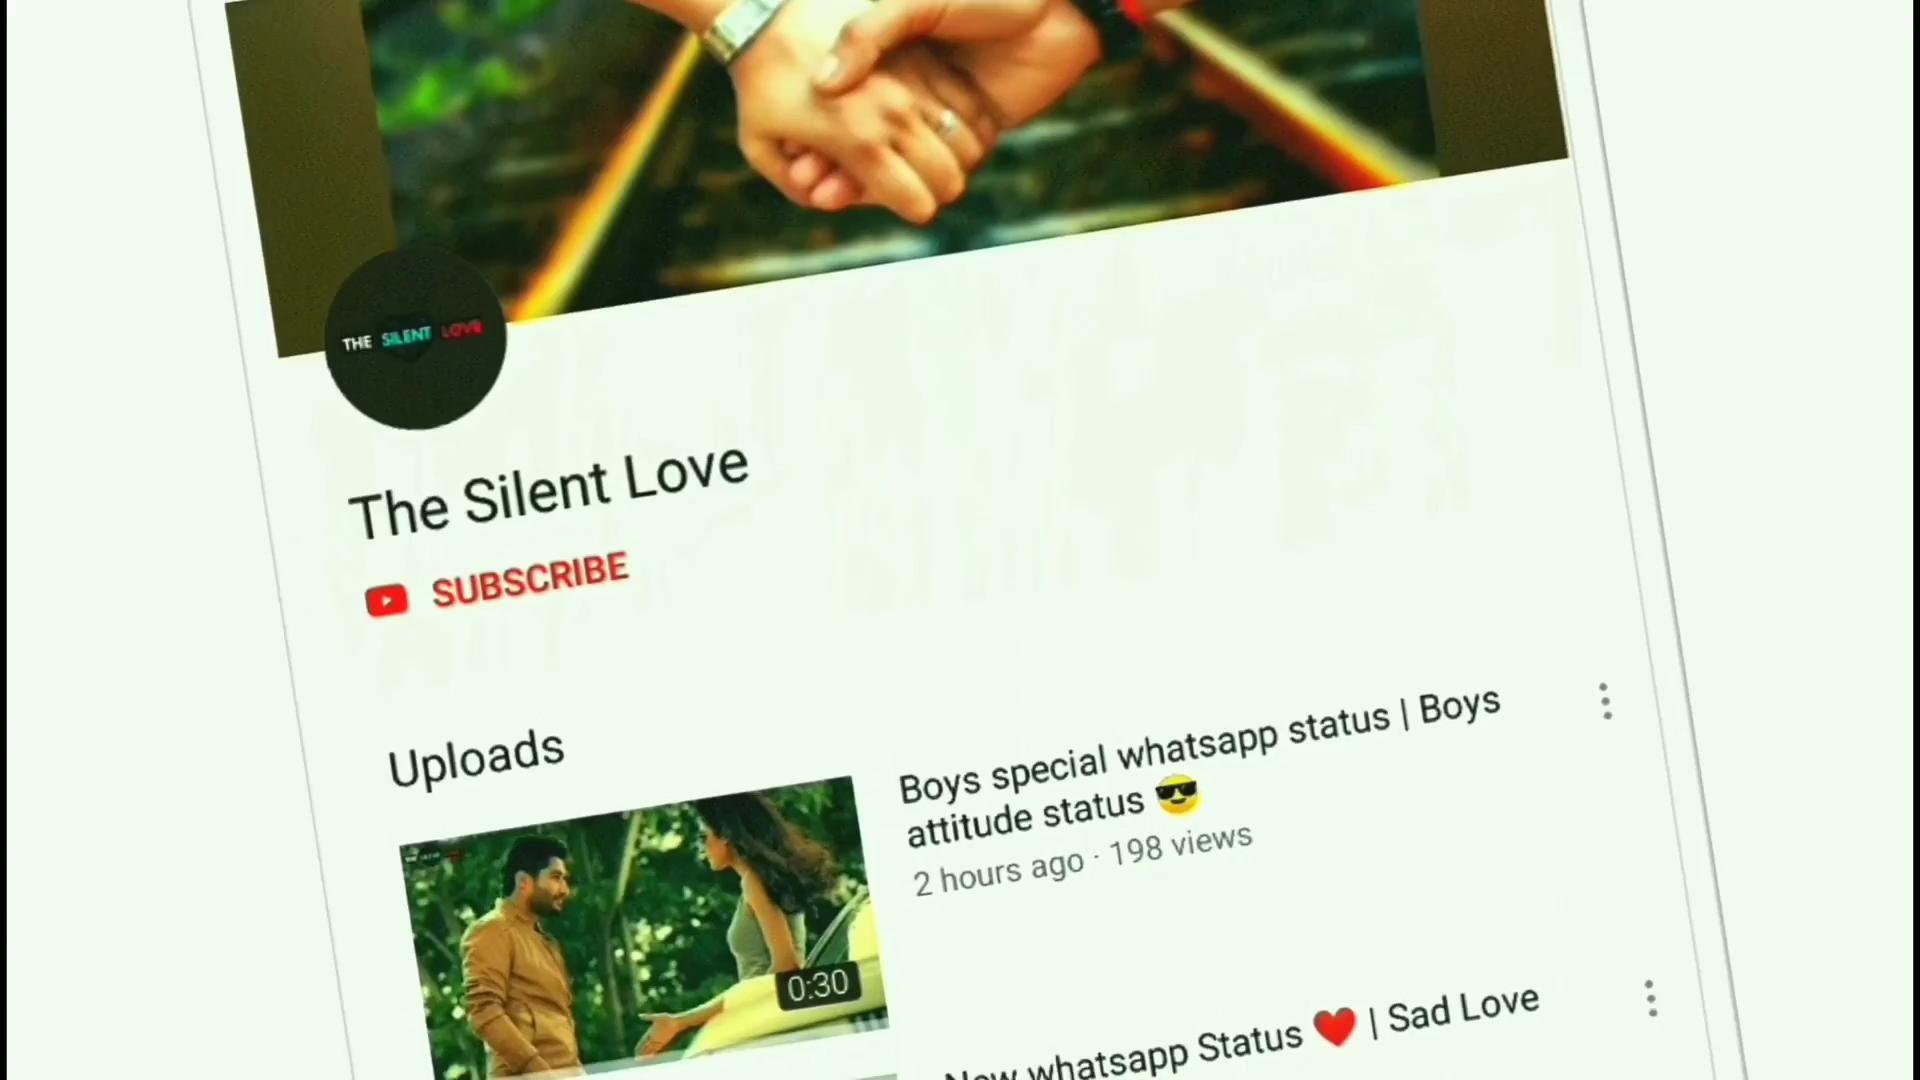 THE SILENT LOVE
The Silent Love
SUBSCRIBE
Uploads
Boys special whatsapp status | Boys
attitude status 😎
2 hours ago · 198 views
0:30
New whatsapp Status ❤️ | Sad Love